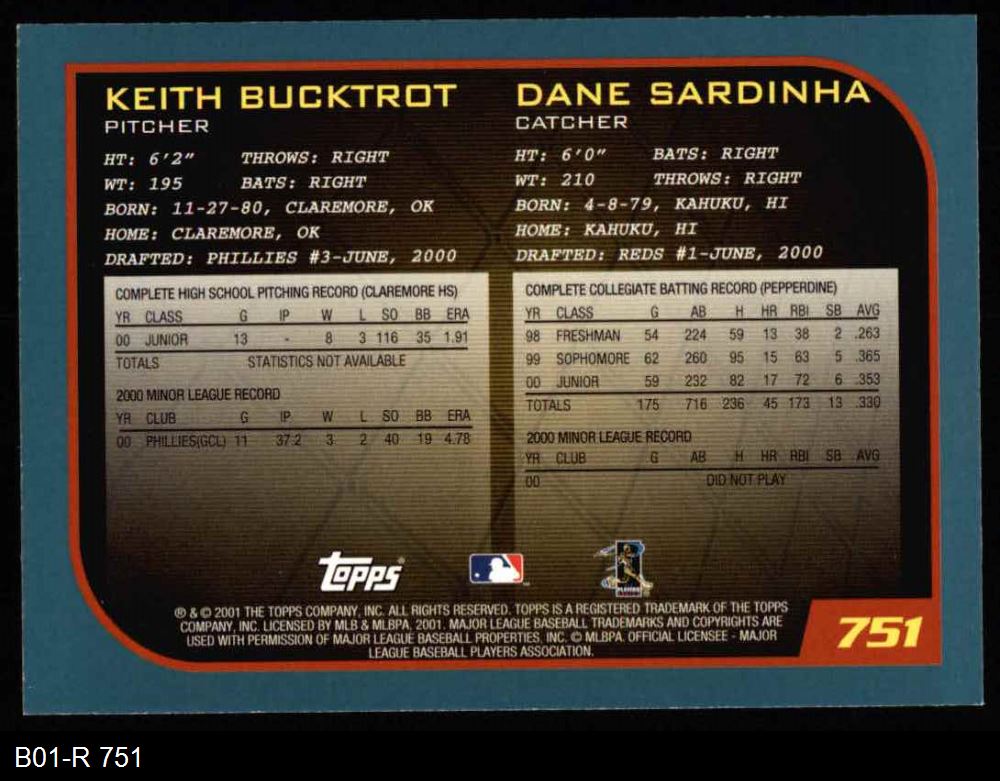 KEITH BUCKTROT
PITCHER
HT: 6'2" THROWS: RIGHT
WT: 195 BATS: RIGHT
BORN: 11-27-80, CLAREMORE, OK
HOME: CLAREMORE, OK
DRAFTED: PHILLIES #3-JUNE, 2000
COMPLETE HIGH SCHOOL PITCHING RECORD (CLAREMORE HS)
YR CLASS G IP W L SO BB ERA
00 JUNIOR 13 - 8 3 116 35 1.91
TOTALS STATISTICS NOT AVAILABLE
2000 MINOR LEAGUE RECORD
YR CLUB G IP W L SO BB ERA
00 PHILLIES(GCL) 11 37.2 3 2 40 19 4.78
DANE SARDINHA
CATCHER
HT: 6'0" BATS: RIGHT
WT: 210 THROWS: RIGHT
BORN: 4-8-79, KAHUKU, HI
HOME: KAHUKU, HI
DRAFTED: REDS #1-JUNE, 2000
COMPLETE COLLEGIATE BATTING RECORD (PEPPERDINE)
YR CLASS G AB H HR RBI SB AVG
98 FRESHMAN 54 224 59 13 38 2 .263
99 SOPHOMORE 62 260 95 15 63 5 .365
00 JUNIOR 59 232 82 17 72 6 .353
TOTALS 175 716 236 45 173 13 .330
2000 MINOR LEAGUE RECORD
YR CLUB G AB H HR RBI SB AVG
00 DID NOT PLAY
Topps
® & © 2001 THE TOPPS COMPANY, INC. ALL RIGHTS RESERVED. TOPPS IS A REGISTERED TRADEMARK OF THE TOPPS
COMPANY, INC. LICENSED BY MLB & MLBPA, 2001. MAJOR LEAGUE BASEBALL TRADEMARKS AND COPYRIGHTS ARE
USED WITH PERMISSION OF MAJOR LEAGUE BASEBALL PROPERTIES, INC. © MLBPA. OFFICIAL LICENSEE - MAJOR
LEAGUE BASEBALL PLAYERS ASSOCIATION.
751
B01-R 751